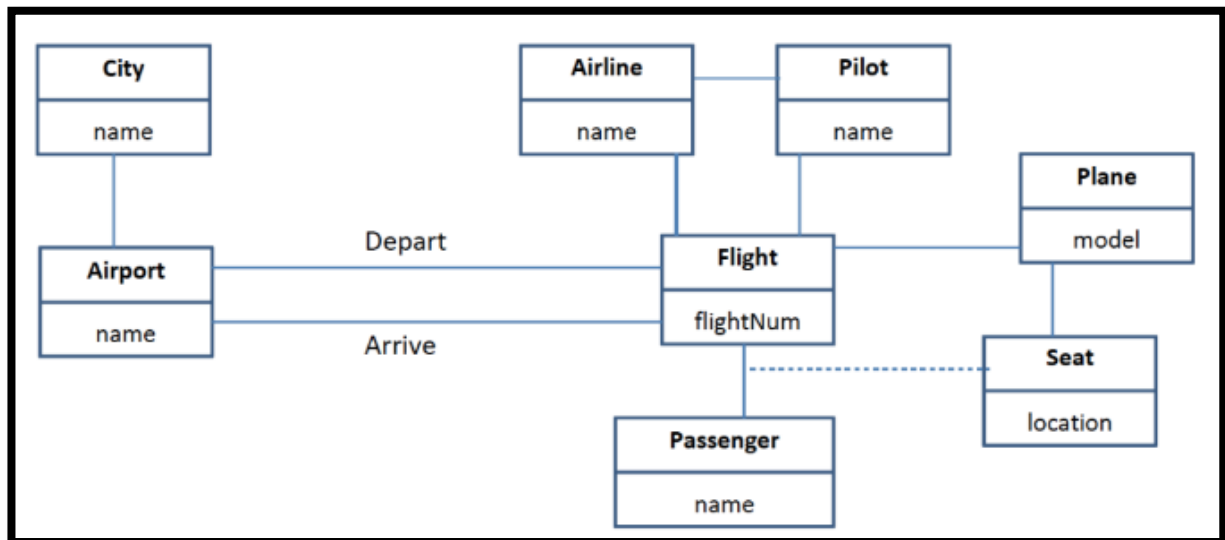 City
name
Airline
name
Pilot
name
Plane
model
Airport
name
Depart
Arrive
Flight
flightNum
Seat
location
Passenger
name